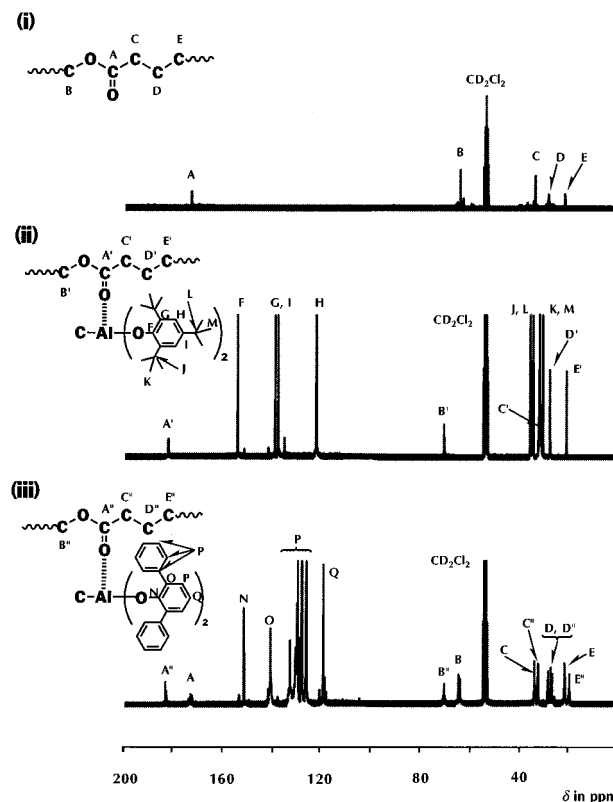 (i)
A C E
O C C
C C C
B O D
CD2Cl2
A B C D E
(ii)
E'
A' C' D'
O C C C
C C
B' O
L
F G H M
C-Al O I 2
K J
F G, I H J, L K, M
CD2Cl2
D'
A' B' C' E'
(iii)
E"
A" C" D"
O C C C
C C
B" O P
O P
C-Al O N Q 2
P
N Q
O
CD2Cl2
C" D, D"
C E
A" A B" B E"
200 160 120 80 40
δ in ppm